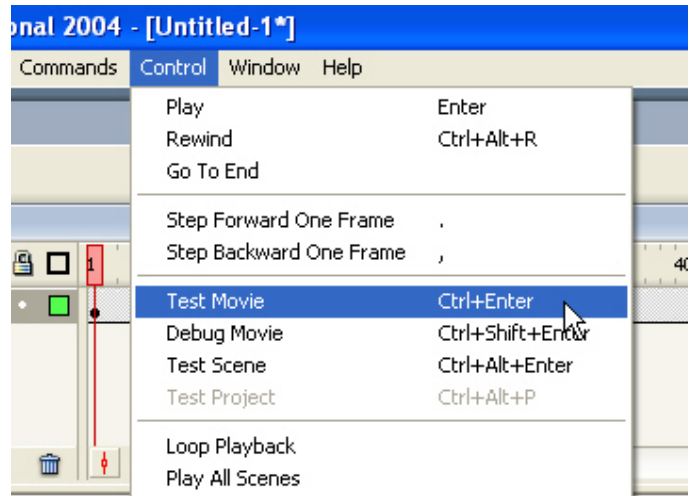 onal 2004 - [Untitled-1*]
Commands Control Window Help
Play Enter
Rewind Ctrl+Alt+R
Go To End
Step Forward One Frame .
Step Backward One Frame ,
1 40
Test Movie Ctrl+Enter
Debug Movie Ctrl+Shift+Enter
Test Scene Ctrl+Alt+Enter
Test Project Ctrl+Alt+P
Loop Playback
Play All Scenes